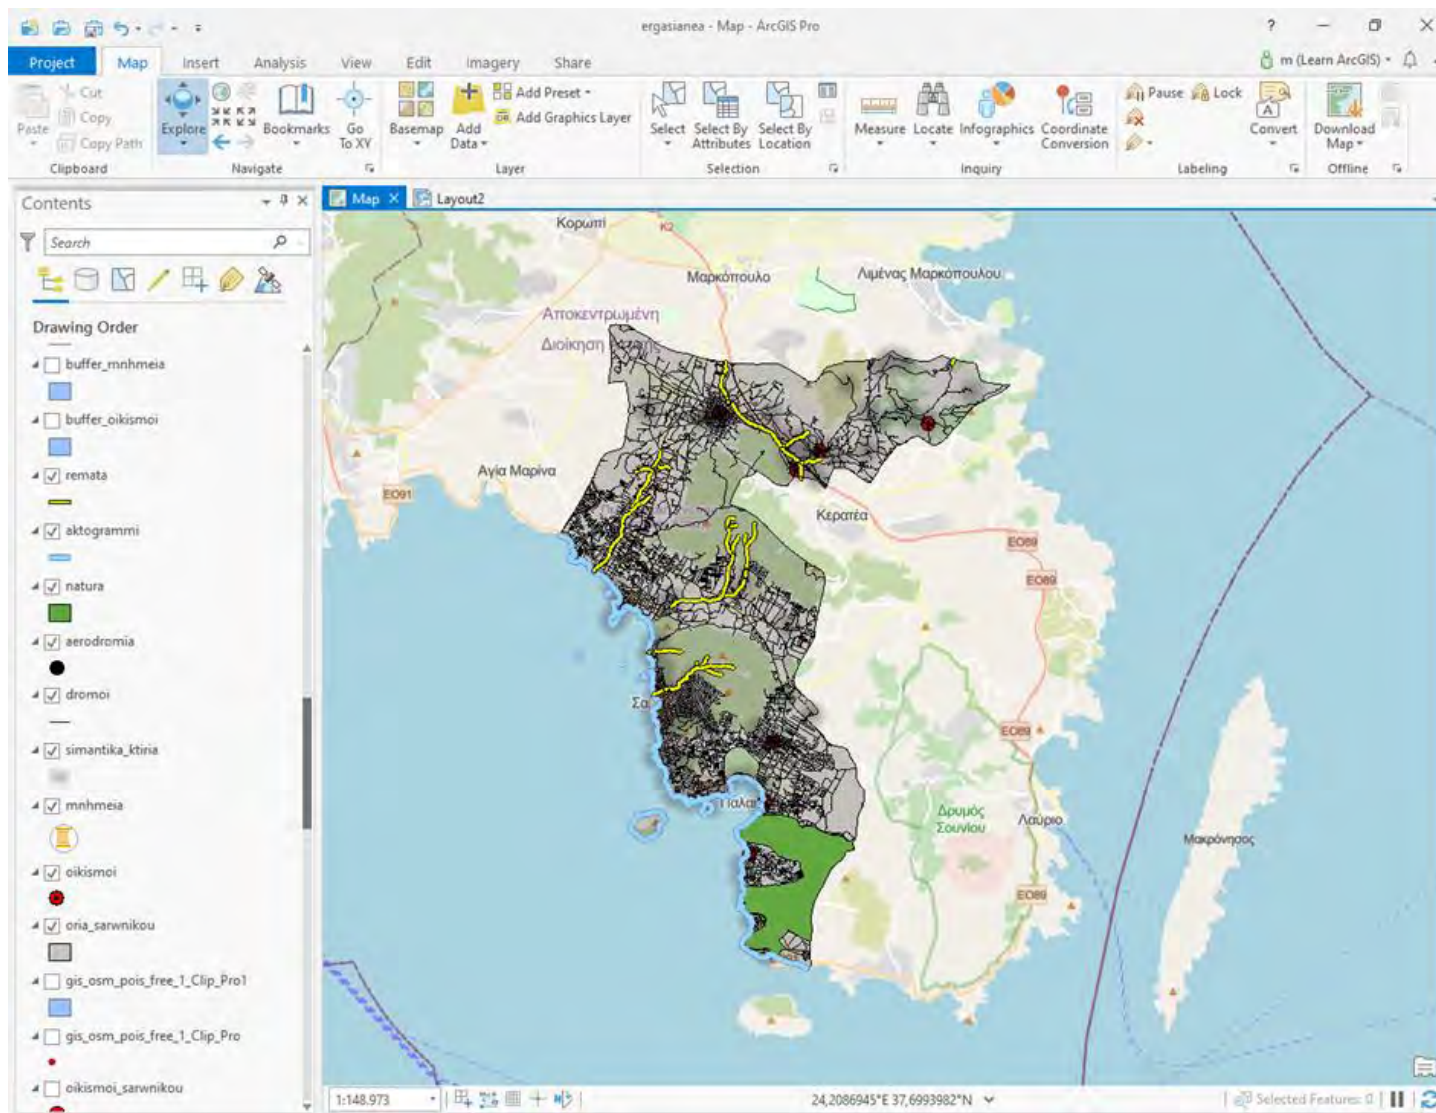 ergasianea - Map - ArcGIS Pro
?
Project Map Insert Analysis View Edit Imagery Share
m (Learn ArcGIS)
Paste
Cut
Copy
Copy Path
Clipboard
Explore
Bookmarks
Go To XY
Navigate
Basemap
Add Data
Add Preset
Add Graphics Layer
Layer
Select
Select By Attributes
Select By Location
Selection
Measure
Locate
Infographics
Coordinate Conversion
Inquiry
Pause
Lock
Convert
Labeling
Download Map
Offline
Contents
Search
Drawing Order
buffer_mnhmeia
buffer_oikismoi
remata
aktogrammi
natura
aerodromia
dromoi
simantika_ktiria
mnhmeia
oikismoi
oria_sarwnikou
gis_osm_pois_free_1_Clip_Pro1
gis_osm_pois_free_1_Clip_Pro
oikismoi_sarwnikou
Map
Layout2
Κορωπί
K2
Μαρκόπουλο
Λιμένας Μαρκόπουλου
Αποκεντρωμένη
Διοίκηση
Αγία Μαρίνα
EO91
Κερατέα
EO89
EO89
EO89
Δρυμός
Σουνίου
Λαύριο
Μακρόνησος
EO89
1:148.973
24,2086945°E 37,6993982°N
Selected Features: 0